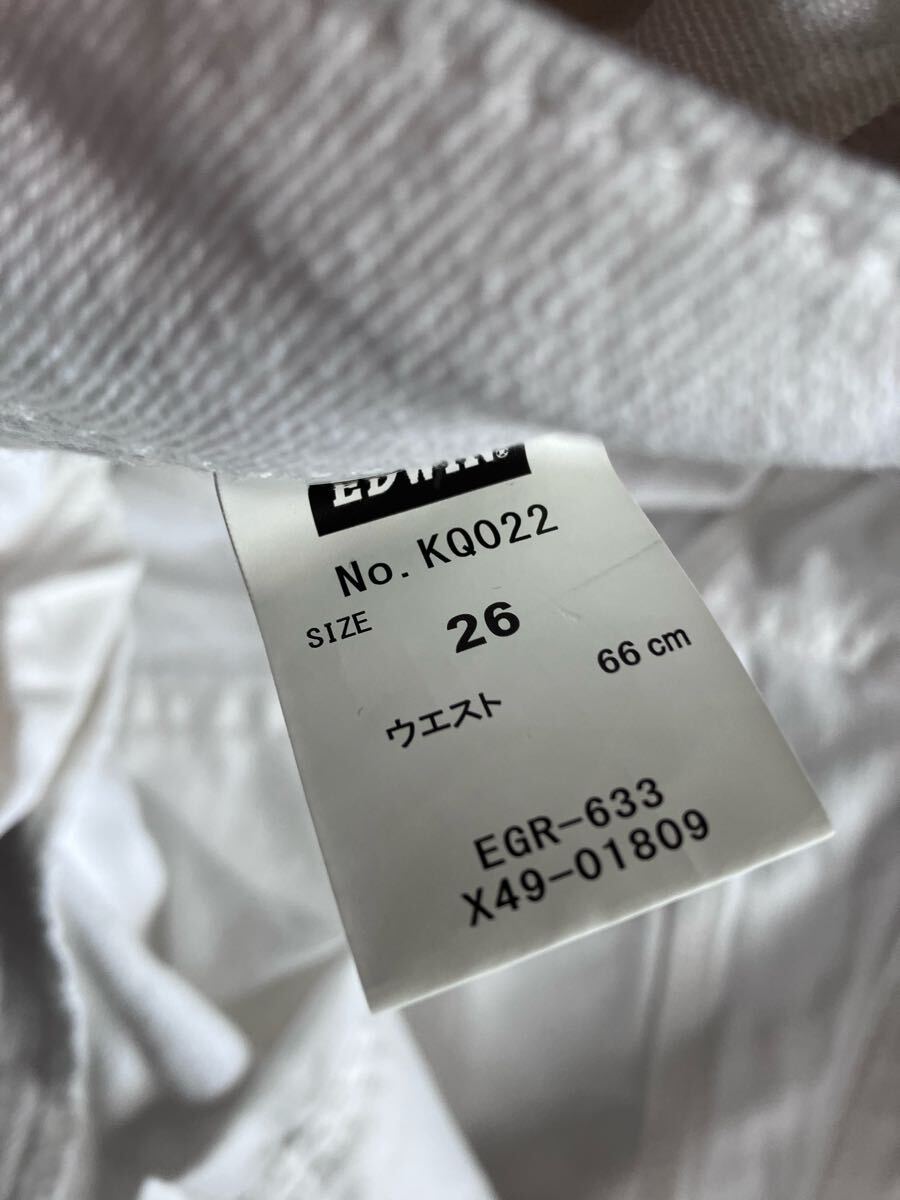 EDWIN®
No. KQ022
SIZE 26
ウエスト 66 cm
EGR-633
X49-01809